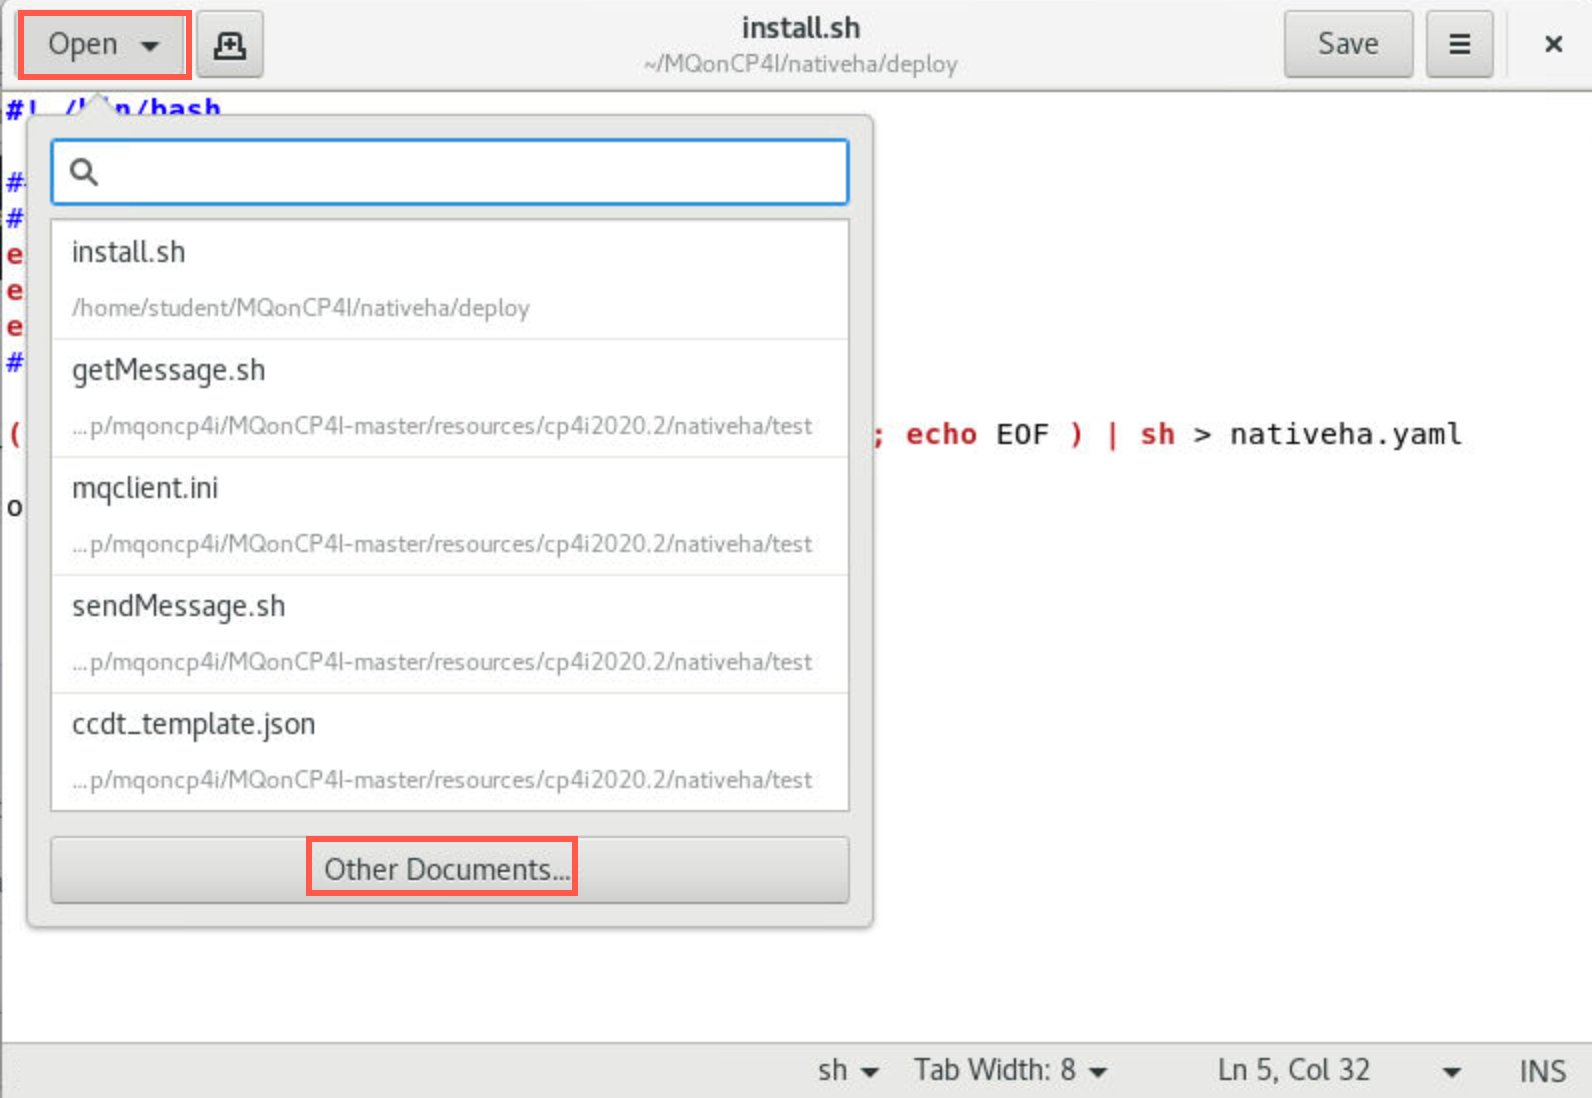 Open
install.sh
~/MQonCP4I/nativeha/deploy
Save
install.sh
/home/student/MQonCP4I/nativeha/deploy
getMessage.sh
...p/mqoncp4i/MQonCP4I-master/resources/cp4i2020.2/nativeha/test
mqclient.ini
...p/mqoncp4i/MQonCP4I-master/resources/cp4i2020.2/nativeha/test
sendMessage.sh
...p/mqoncp4i/MQonCP4I-master/resources/cp4i2020.2/nativeha/test
ccdt_template.json
...p/mqoncp4i/MQonCP4I-master/resources/cp4i2020.2/nativeha/test
Other Documents...
#
#
e
e
e
#
( ; echo EOF ) | sh > nativeha.yaml
o
sh Tab Width: 8 Ln 5, Col 32 INS